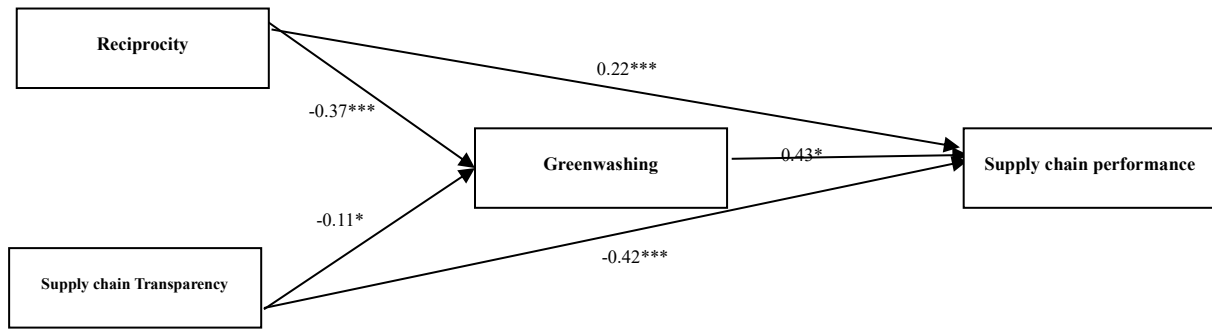 Reciprocity
0.22***
-0.37***
Greenwashing
0.43*
Supply chain performance
-0.11*
-0.42***
Supply chain Transparency